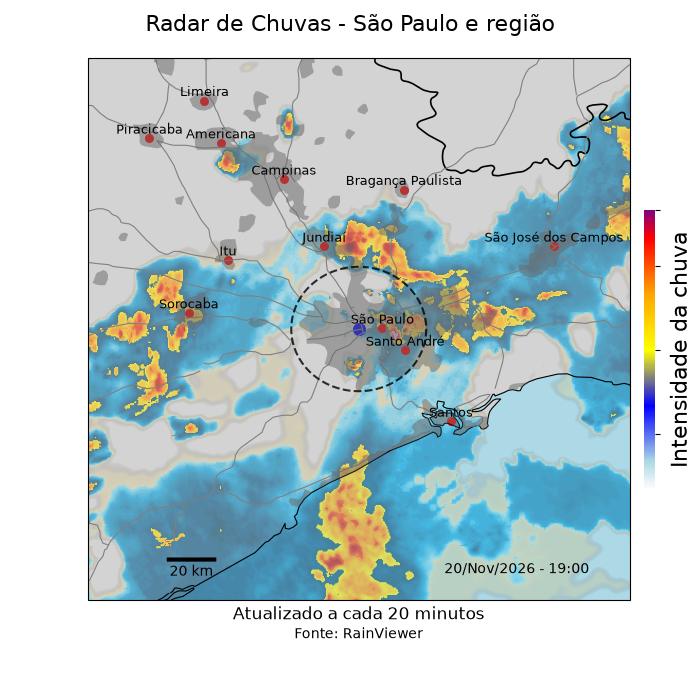 Radar de Chuvas - São Paulo e região
Limeira
Piracicaba
Americana
Campinas
Bragança Paulista
Jundiaí
São José dos Campos
Itu
Sorocaba
São Paulo
Santo André
Santos
Intensidade da chuva
20 km
20/Nov/2026 - 19:00
Atualizado a cada 20 minutos
Fonte: RainViewer